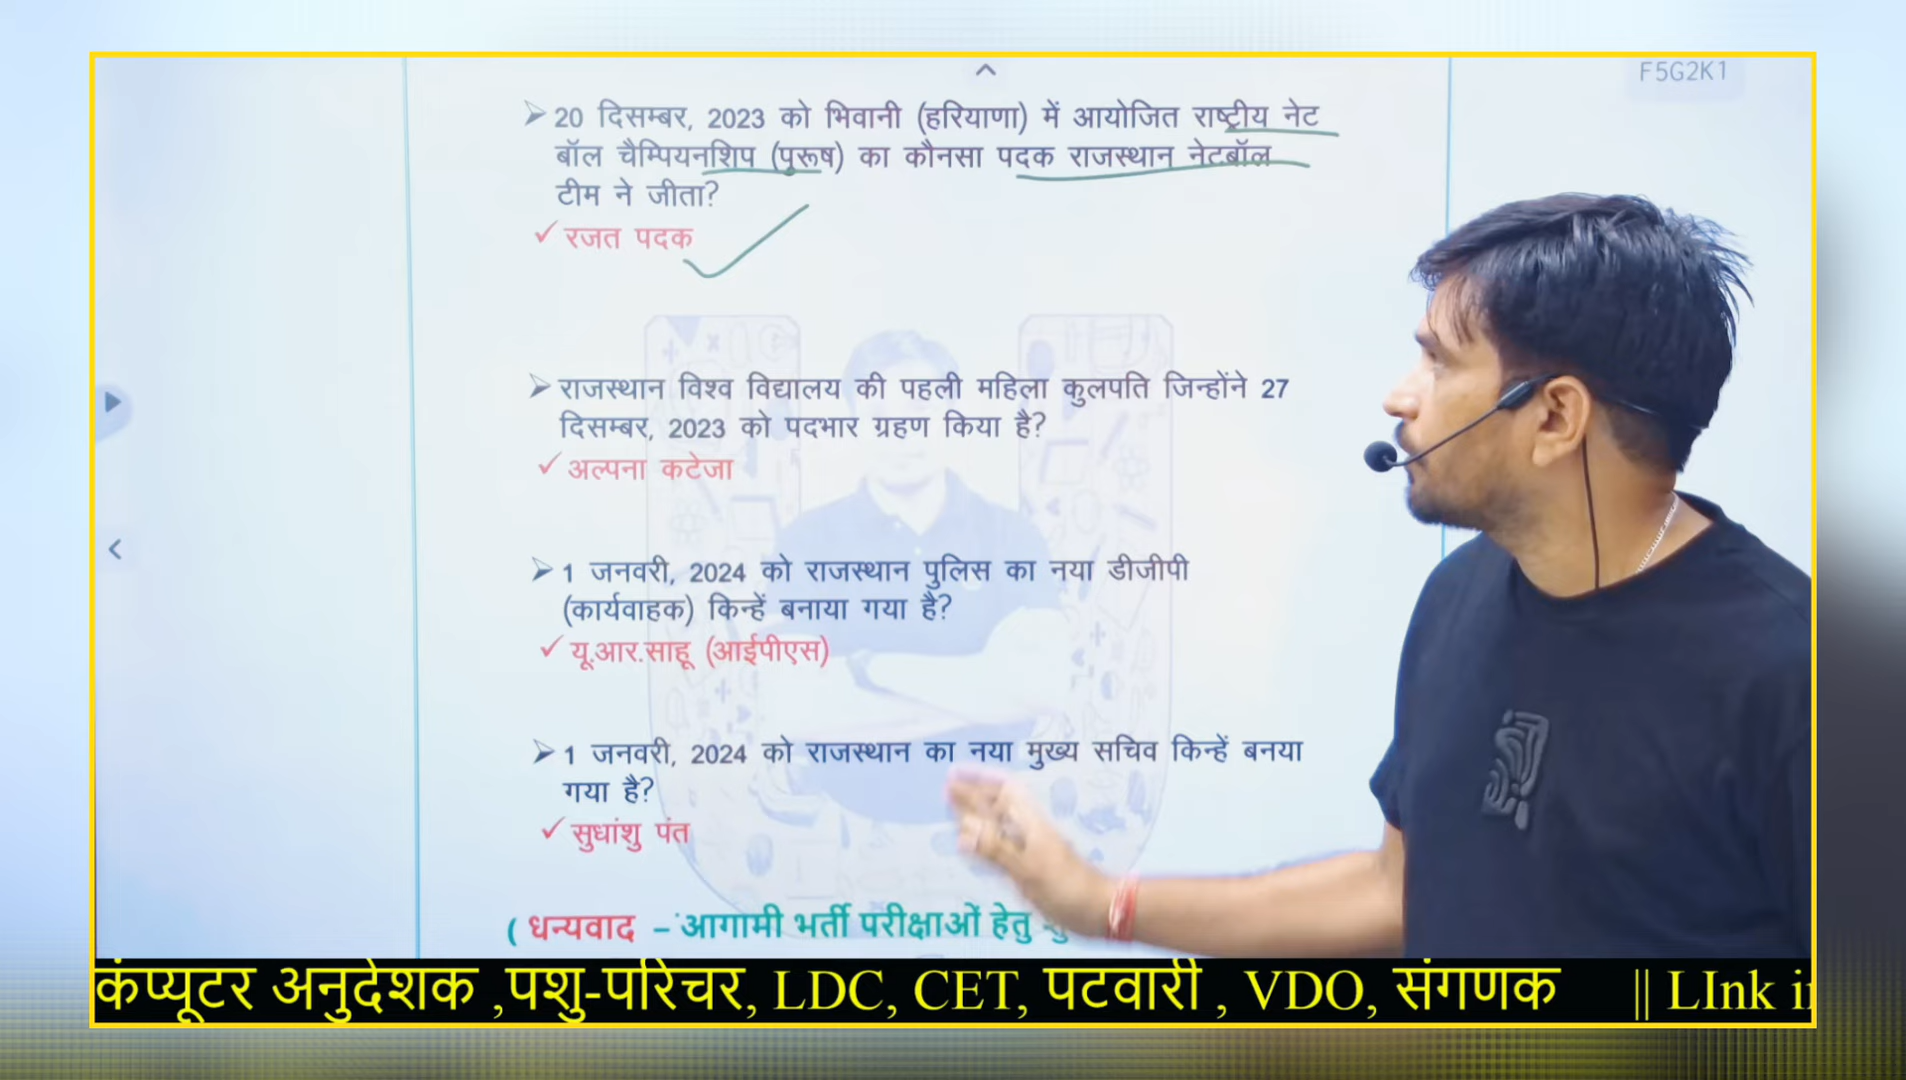 F5G2K1
➢ 20 दिसम्बर, 2023 को भिवानी (हरियाणा) में आयोजित राष्ट्रीय नेट
बॉल चैम्पियनशिप (पुरूष) का कौनसा पदक राजस्थान नेटबॉल
टीम ने जीता?
✓ रजत पदक
➢ राजस्थान विश्व विद्यालय की पहली महिला कुलपति जिन्होंने 27
दिसम्बर, 2023 को पदभार ग्रहण किया है?
✓ अल्पना कटेजा
➢ 1 जनवरी, 2024 को राजस्थान पुलिस का नया डीजीपी
(कार्यवाहक) किन्हें बनाया गया है?
✓ यू.आर.साहू (आईपीएस)
➢ 1 जनवरी, 2024 को राजस्थान का नया मुख्य सचिव किन्हें बनया
गया है?
✓ सुधांशु पंत
( धन्यवाद – आगामी भर्ती परीक्षाओं हेतु
कंप्यूटर अनुदेशक ,पशु-परिचर, LDC, CET, पटवारी , VDO, संगणक || LInk